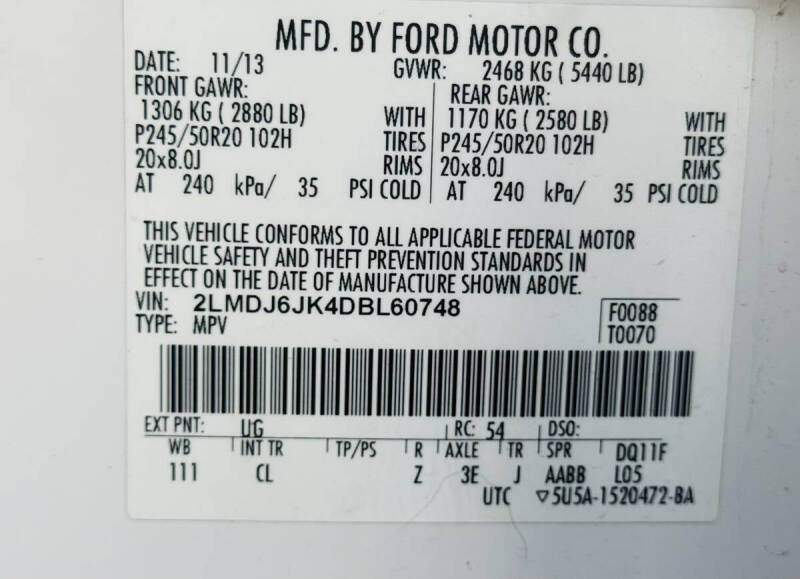 MFD. BY FORD MOTOR CO.
DATE: 11/13 GVWR: 2468 KG ( 5440 LB)
FRONT GAWR: REAR GAWR:
1306 KG ( 2880 LB) WITH 1170 KG ( 2580 LB) WITH
P245/50R20 102H TIRES P245/50R20 102H TIRES
20x8.0J RIMS 20x8.0J RIMS
AT 240 kPa/ 35 PSI COLD AT 240 kPa/ 35 PSI COLD
THIS VEHICLE CONFORMS TO ALL APPLICABLE FEDERAL MOTOR
VEHICLE SAFETY AND THEFT PREVENTION STANDARDS IN
EFFECT ON THE DATE OF MANUFACTURE SHOWN ABOVE.
VIN: 2LMDJ6JK4DBL60748 F0088
TYPE: MPV T0070
EXT PNT: UG RC: 54 DSO:
WB INT TR TP/PS R AXLE TR SPR DQ11F
111 CL Z 3E J AABB L05
UTC ▽5U5A-1520472-BA